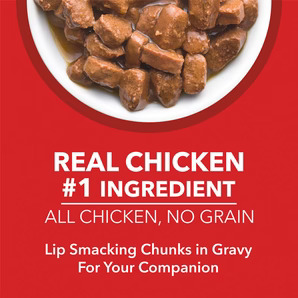 REAL CHICKEN
#1 INGREDIENT
ALL CHICKEN, NO GRAIN
Lip Smacking Chunks in Gravy
For Your Companion